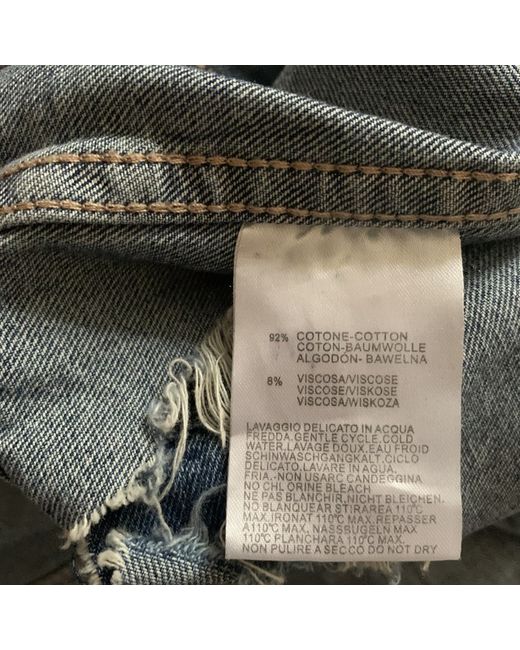 92% COTONE-COTTON
COTON-BAUMWOLLE
ALGODÓN- BAWELNA
8% VISCOSA/VISCOSE
VISCOSE/VISKOSE
VISCOSA/WISKOZA
LAVAGGIO DELICATO IN ACQUA
FREDDA.GENTLE CYCLE.COLD
WATER.LAVAGE DOUX.EAU FROID
SCHINWASCHGANGKALT.CICLO
DELICATO.LAVARE IN AGUA.
FRIA.-NON USARC CANDEGGINA
NO CHL ORINE BLEACH
NE PAS BLANCHIR.NICHT BLEICHEN.
NO BLANQUEAR STIRAREA 110°C
MAX.IRONAT 110°C MAX.REPASSER
A110°C MAX. NASSBUGELN MAX
110°C PLANCHARA 110°C MAX
NON PULIRE A SECCO DO NOT DRY